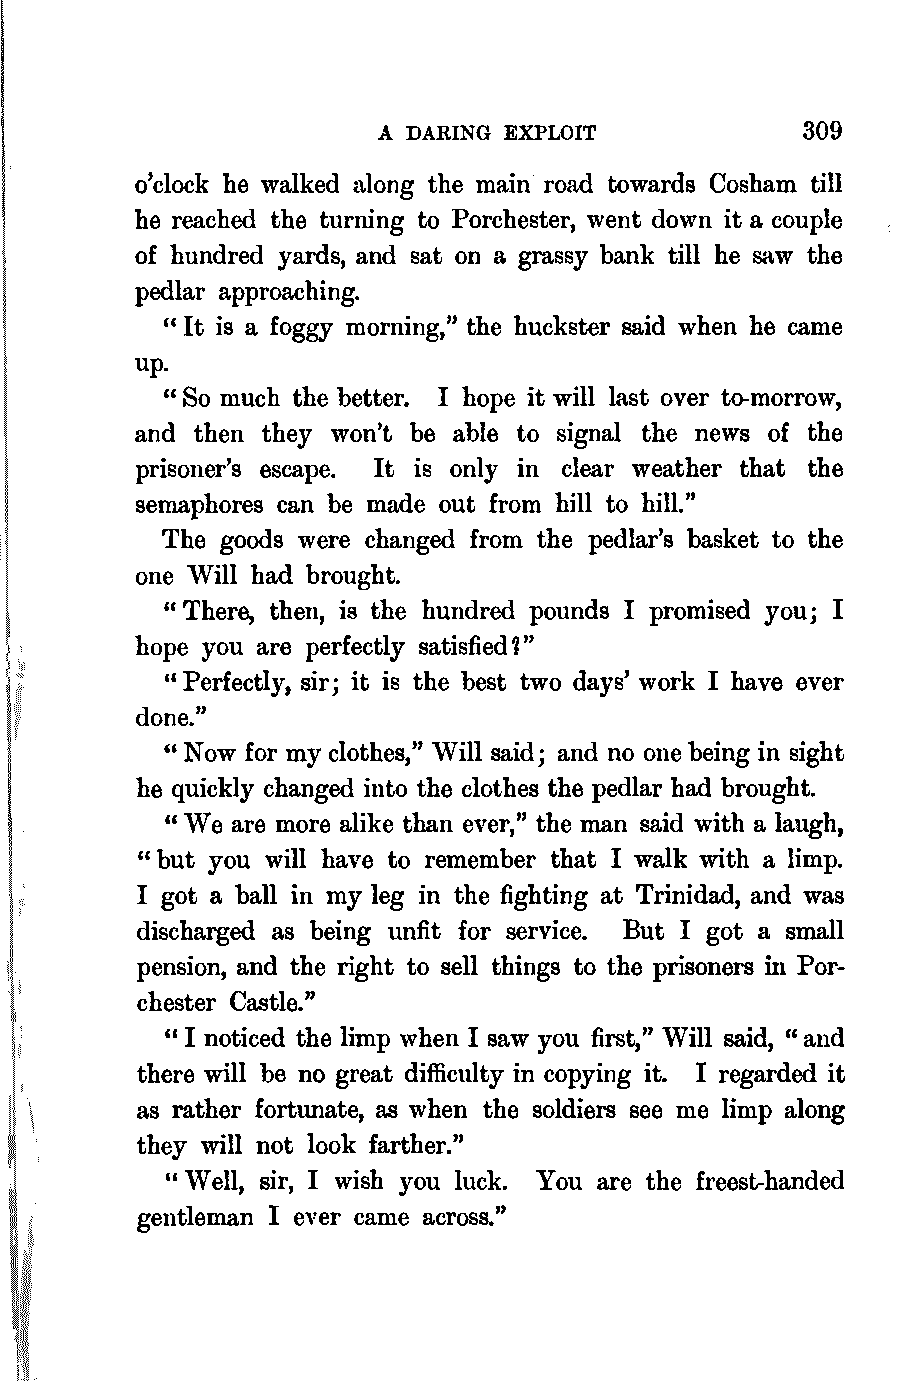 A DARING EXPLOIT 309
o'clock he walked along the main road towards Cosham till
he reached the turning to Porchester, went down it a couple
of hundred yards, and sat on a grassy bank till he saw the
pedlar approaching.
"It is a foggy morning," the huckster said when he came
up.
"So much the better. I hope it will last over to-morrow,
and then they won't be able to signal the news of the
prisoner's escape. It is only in clear weather that the
semaphores can be made out from hill to hill."
The goods were changed from the pedlar's basket to the
one Will had brought.
"There, then, is the hundred pounds I promised you; I
hope you are perfectly satisfied?"
"Perfectly, sir; it is the best two days' work I have ever
done."
"Now for my clothes," Will said; and no one being in sight
he quickly changed into the clothes the pedlar had brought.
"We are more alike than ever," the man said with a laugh,
"but you will have to remember that I walk with a limp.
I got a ball in my leg in the fighting at Trinidad, and was
discharged as being unfit for service. But I got a small
pension, and the right to sell things to the prisoners in Por-
chester Castle."
"I noticed the limp when I saw you first," Will said, "and
there will be no great difficulty in copying it. I regarded it
as rather fortunate, as when the soldiers see me limp along
they will not look farther."
"Well, sir, I wish you luck. You are the freest-handed
gentleman I ever came across."